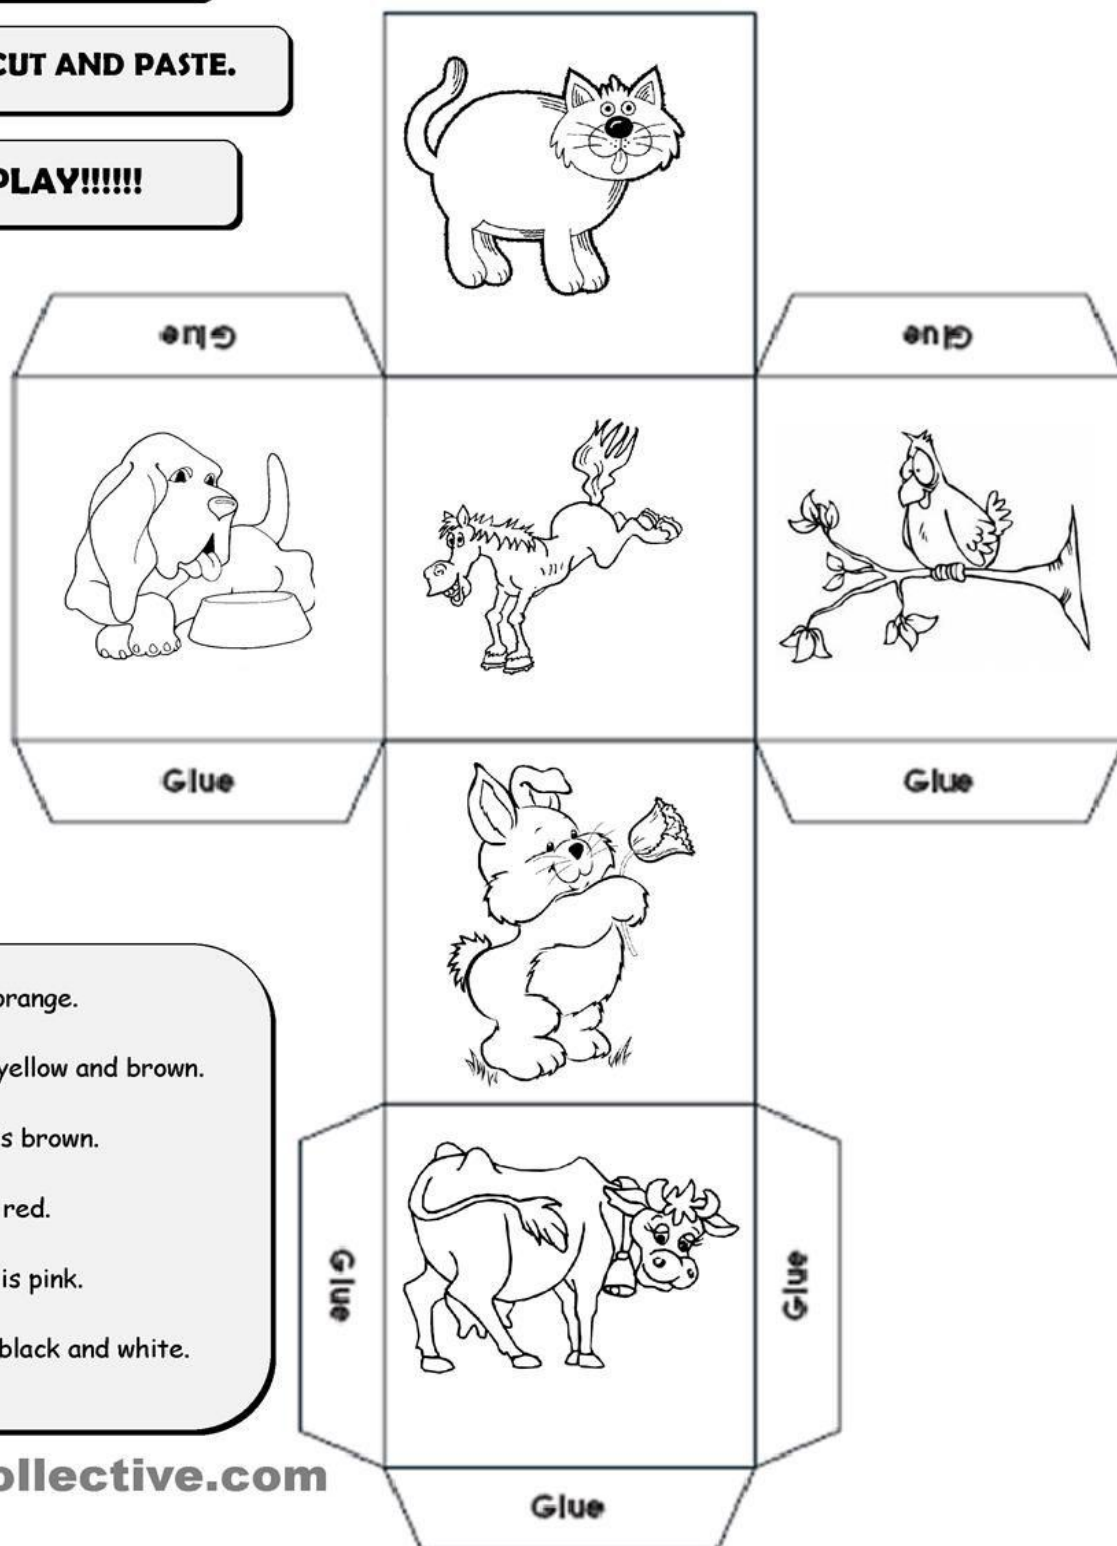 CUT AND PASTE.
PLAY!!!!!!
Glue
Glue
Glue
Glue
orange.
yellow and brown.
s brown.
red.
is pink.
black and white.
Glue
Glue
ollective.com
Glue